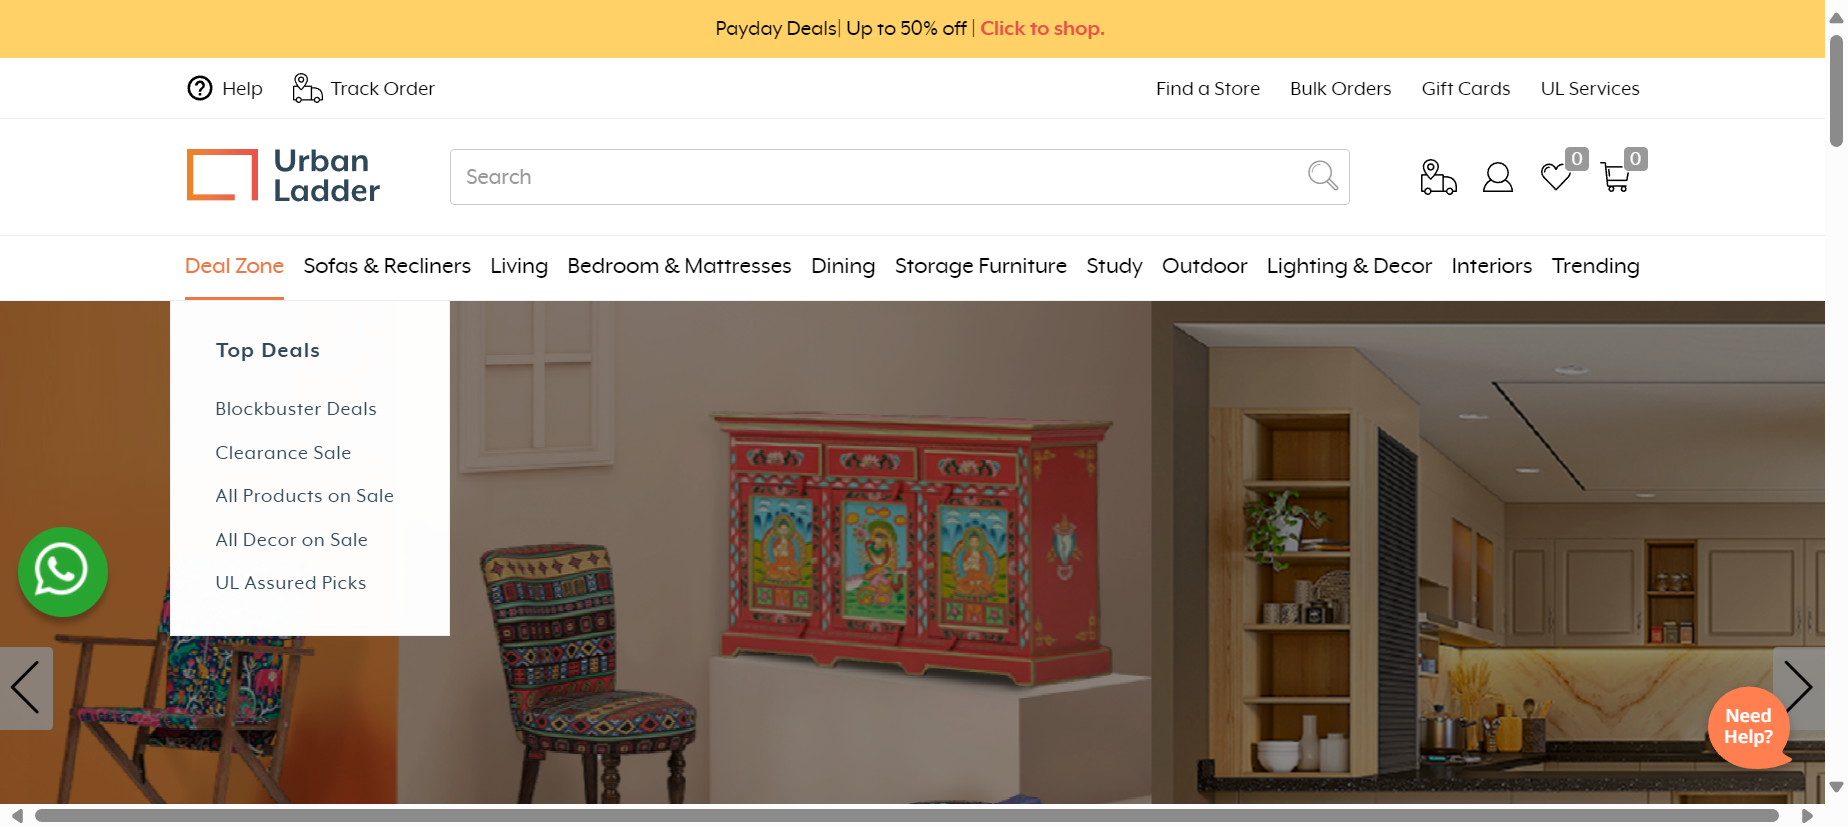 Payday Deals| Up to 50% off | Click to shop.
Help
Track Order
Find a Store
Bulk Orders
Gift Cards
UL Services
Urban
Ladder
Search
0
0
Deal Zone
Sofas & Recliners
Living
Bedroom & Mattresses
Dining
Storage Furniture
Study
Outdoor
Lighting & Decor
Interiors
Trending
Top Deals
Blockbuster Deals
Clearance Sale
All Products on Sale
All Decor on Sale
UL Assured Picks
Need
Help?